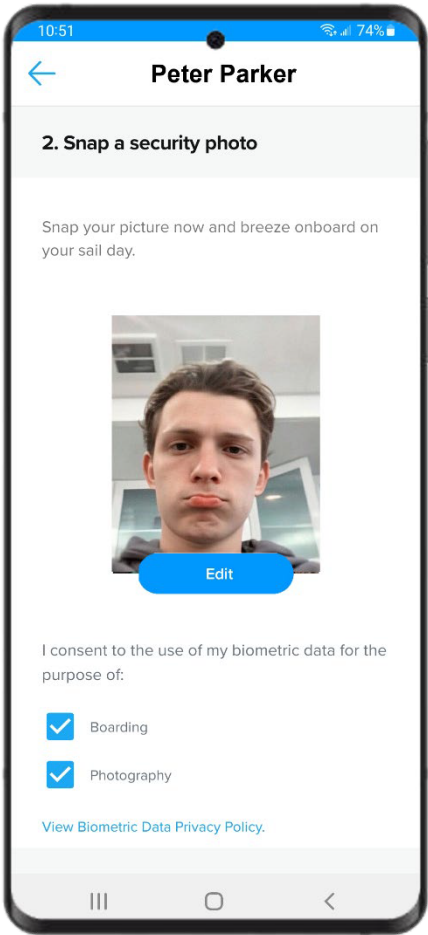 10:51
74%
Peter Parker
2. Snap a security photo
Snap your picture now and breeze onboard on
your sail day.
Edit
I consent to the use of my biometric data for the
purpose of:
Boarding
Photography
View Biometric Data Privacy Policy.